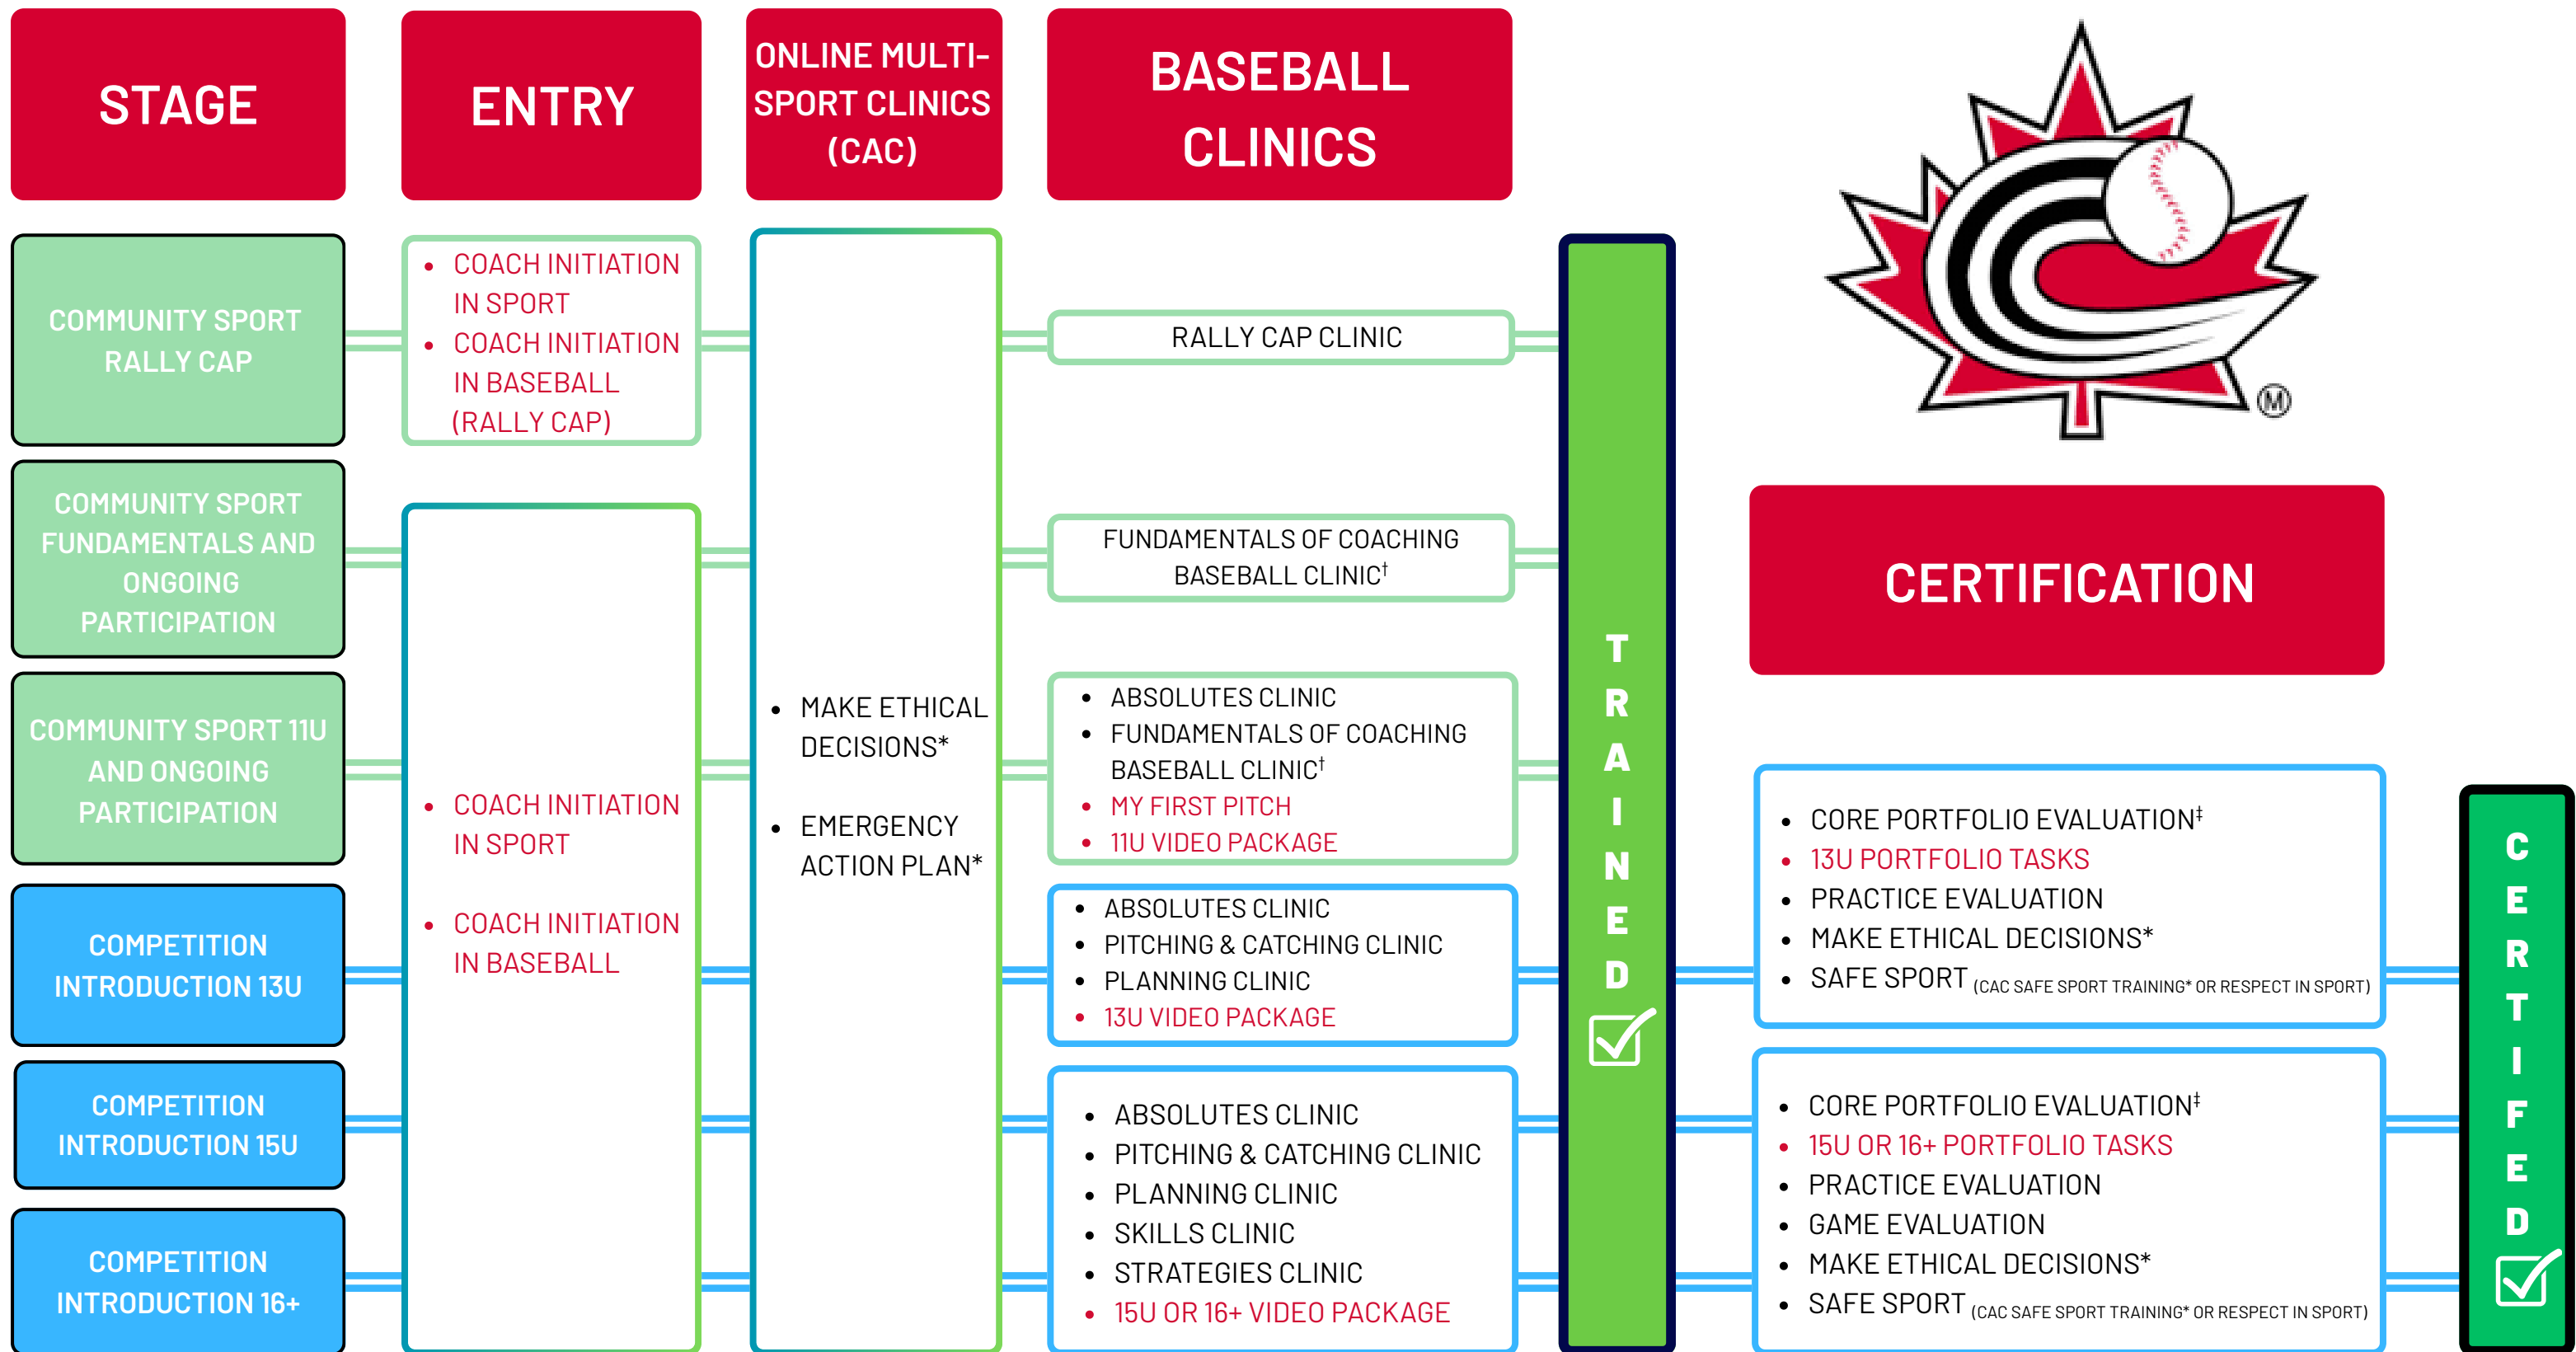 STAGE
ENTRY
ONLINE MULTI-
SPORT CLINICS
(CAC)
BASEBALL
CLINICS
COMMUNITY SPORT
RALLY CAP
• COACH INITIATION
IN SPORT
• COACH INITIATION
IN BASEBALL
(RALLY CAP)
RALLY CAP CLINIC
M
COMMUNITY SPORT
FUNDAMENTALS AND
ONGOING
PARTICIPATION
FUNDAMENTALS OF COACHING
BASEBALL CLINIC†
COMMUNITY SPORT 11U
AND ONGOING
PARTICIPATION
• COACH INITIATION
IN SPORT
• COACH INITIATION
IN BASEBALL
• MAKE ETHICAL
DECISIONS*
• EMERGENCY
ACTION PLAN*
• ABSOLUTES CLINIC
• FUNDAMENTALS OF COACHING
BASEBALL CLINIC†
• MY FIRST PITCH
• 11U VIDEO PACKAGE
COMPETITION
INTRODUCTION 13U
• ABSOLUTES CLINIC
• PITCHING & CATCHING CLINIC
• PLANNING CLINIC
• 13U VIDEO PACKAGE
COMPETITION
INTRODUCTION 15U
COMPETITION
INTRODUCTION 16+
• ABSOLUTES CLINIC
• PITCHING & CATCHING CLINIC
• PLANNING CLINIC
• SKILLS CLINIC
• STRATEGIES CLINIC
• 15U OR 16+ VIDEO PACKAGE
T
R
A
I
N
E
D
CERTIFICATION
• CORE PORTFOLIO EVALUATION‡
• 13U PORTFOLIO TASKS
• PRACTICE EVALUATION
• MAKE ETHICAL DECISIONS*
• SAFE SPORT (CAC SAFE SPORT TRAINING* OR RESPECT IN SPORT)
• CORE PORTFOLIO EVALUATION‡
• 15U OR 16+ PORTFOLIO TASKS
• PRACTICE EVALUATION
• GAME EVALUATION
• MAKE ETHICAL DECISIONS*
• SAFE SPORT (CAC SAFE SPORT TRAINING* OR RESPECT IN SPORT)
C
E
R
T
I
F
E
D